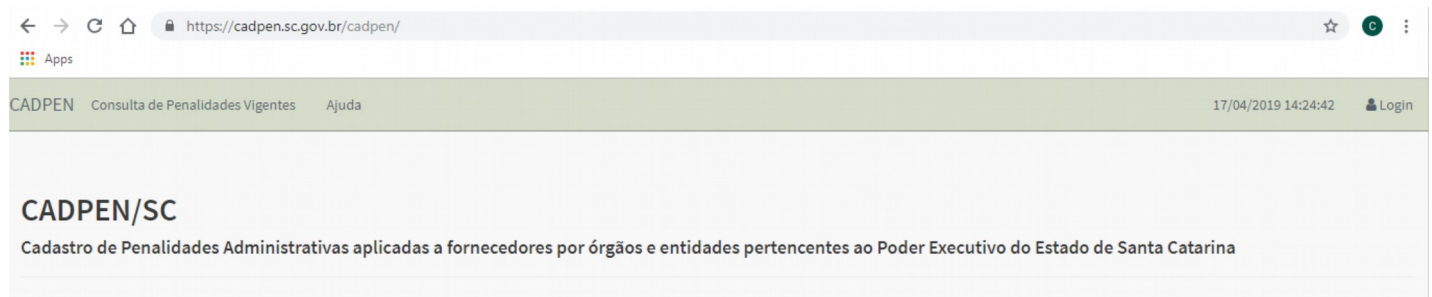 https://cadpen.sc.gov.br/cadpen/ C
Apps
CADPEN Consulta de Penalidades Vigentes Ajuda 17/04/2019 14:24:42 Login
CADPEN/SC
Cadastro de Penalidades Administrativas aplicadas a fornecedores por órgãos e entidades pertencentes ao Poder Executivo do Estado de Santa Catarina